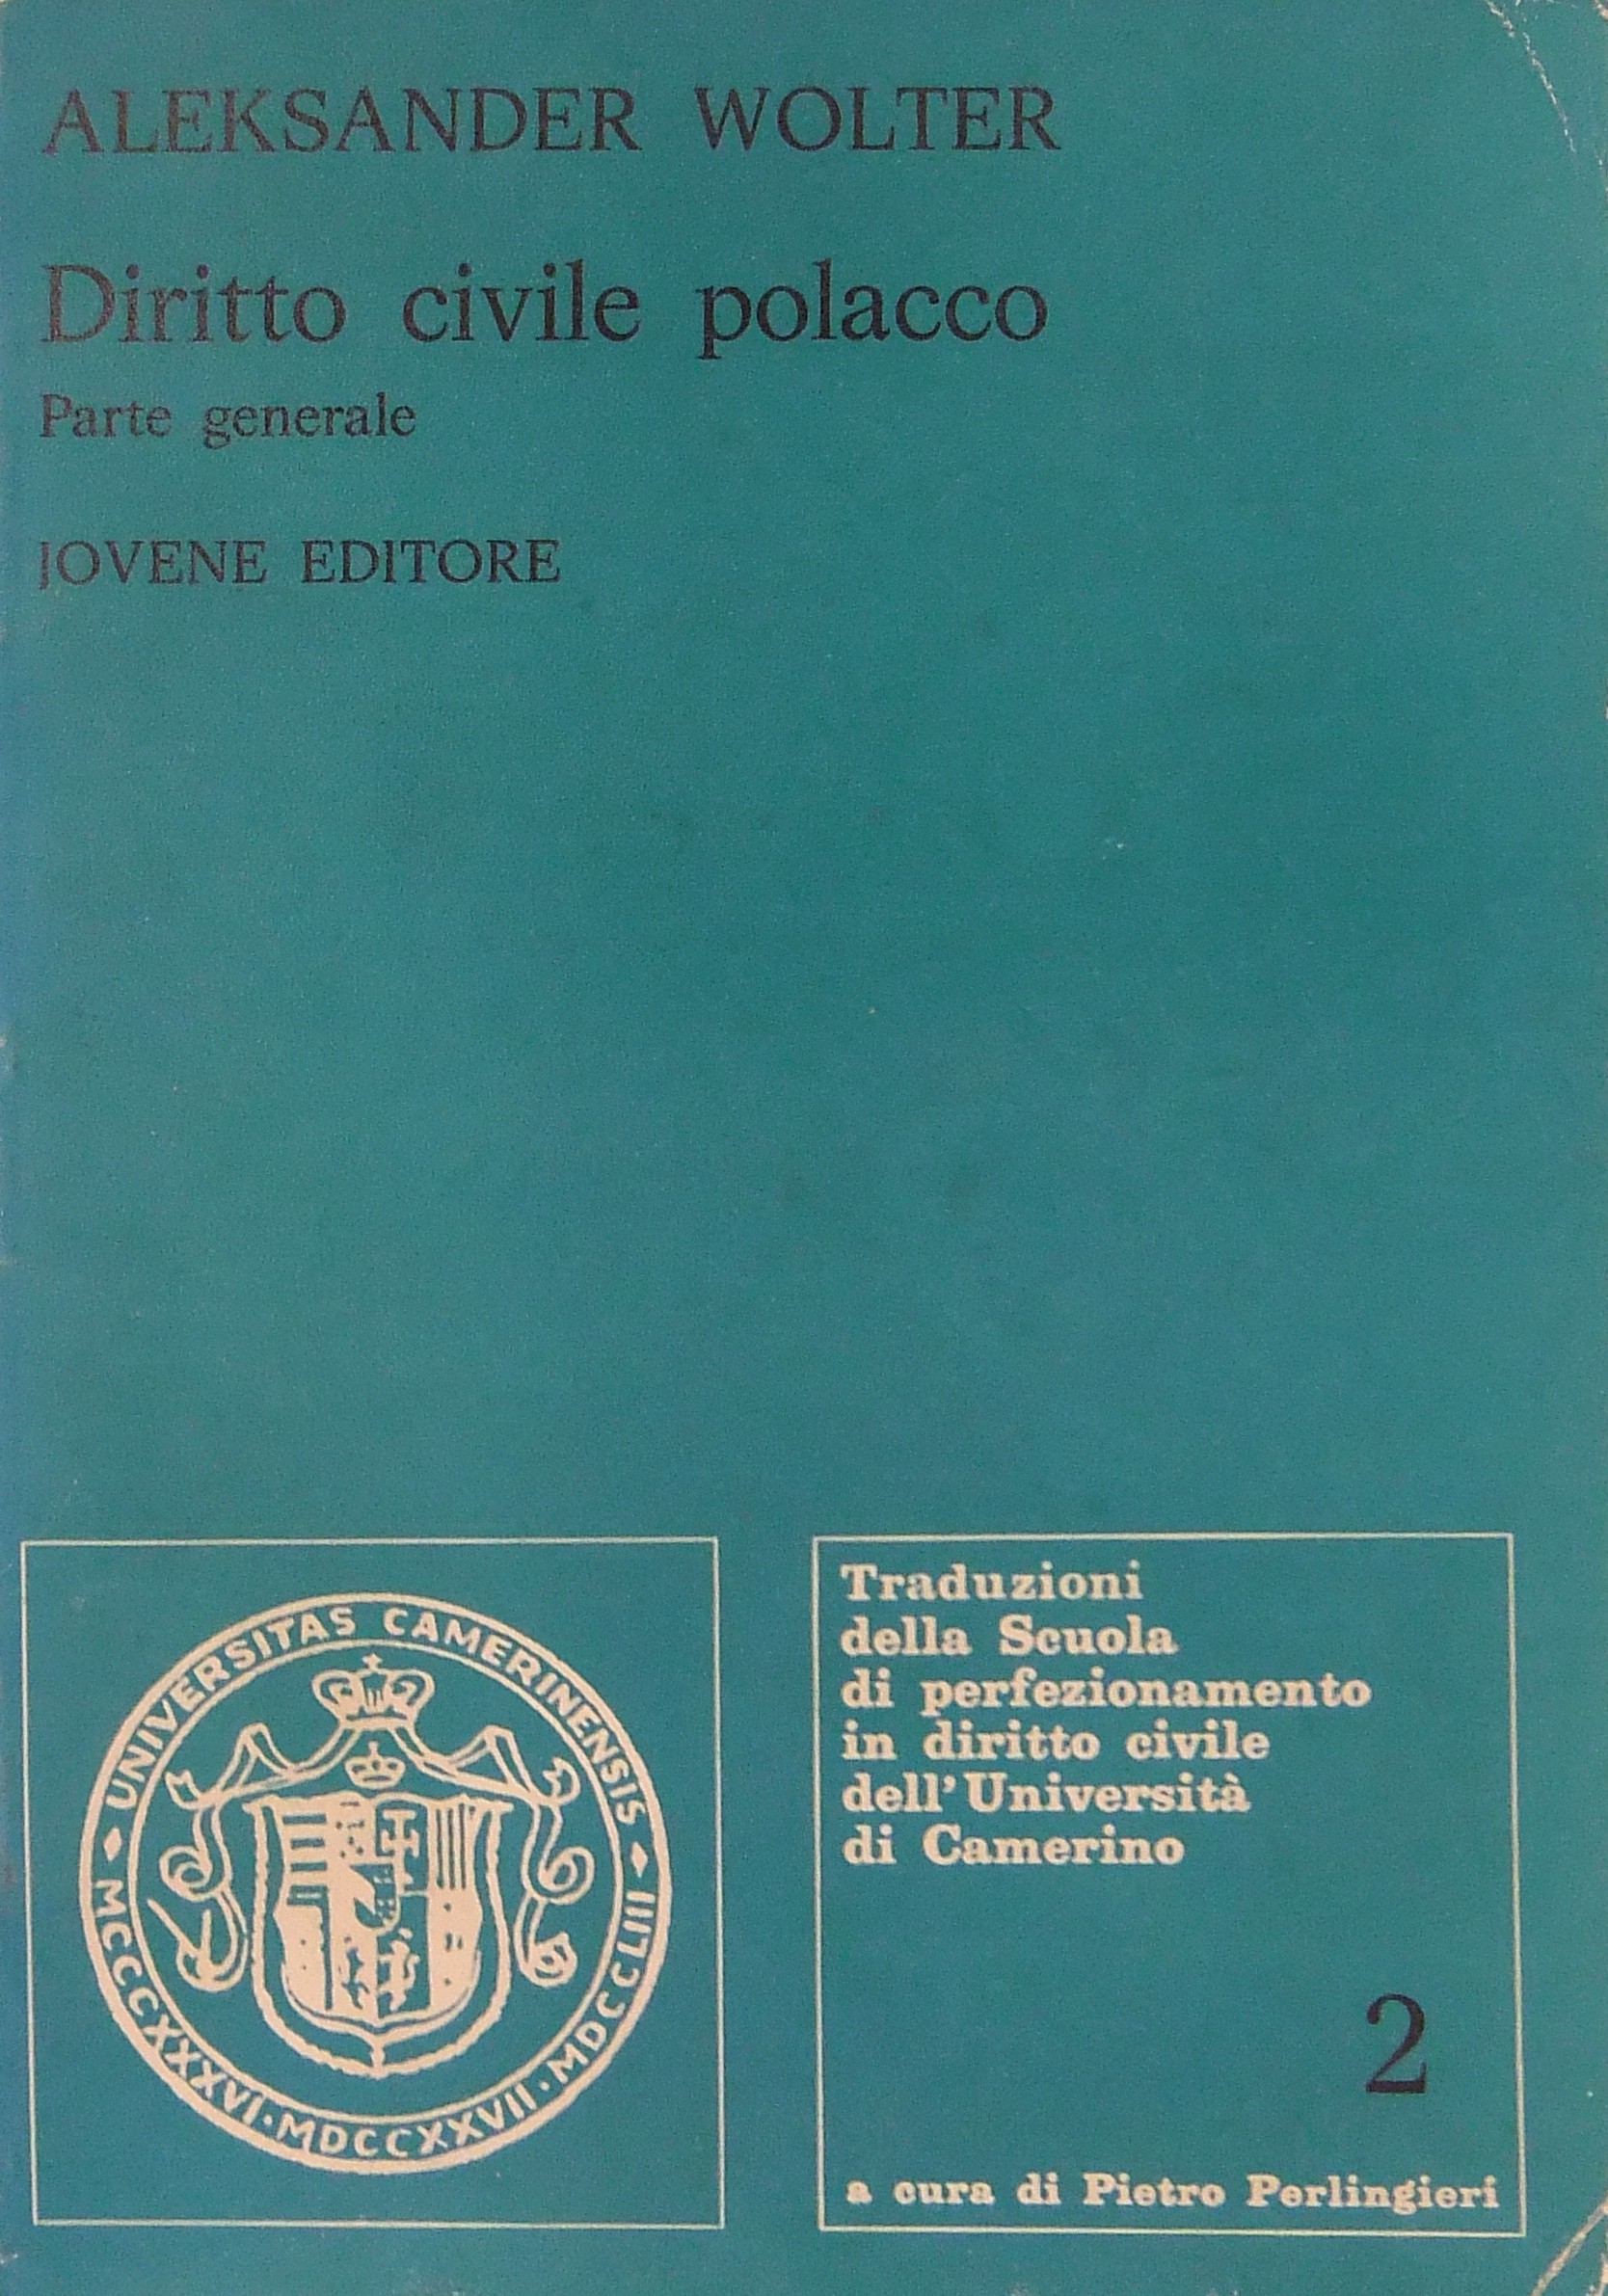 ALEKSANDER WOLTER
Diritto civile polacco
Parte generale
JOVENE EDITORE
UNIVERSITAS CAMERINENSIS
MCCCXXXVI · MDCCXXVII · MDCCCLIII
Traduzioni
della Scuola
di perfezionamento
in diritto civile
dell'Università
di Camerino
2
a cura di Pietro Perlingieri